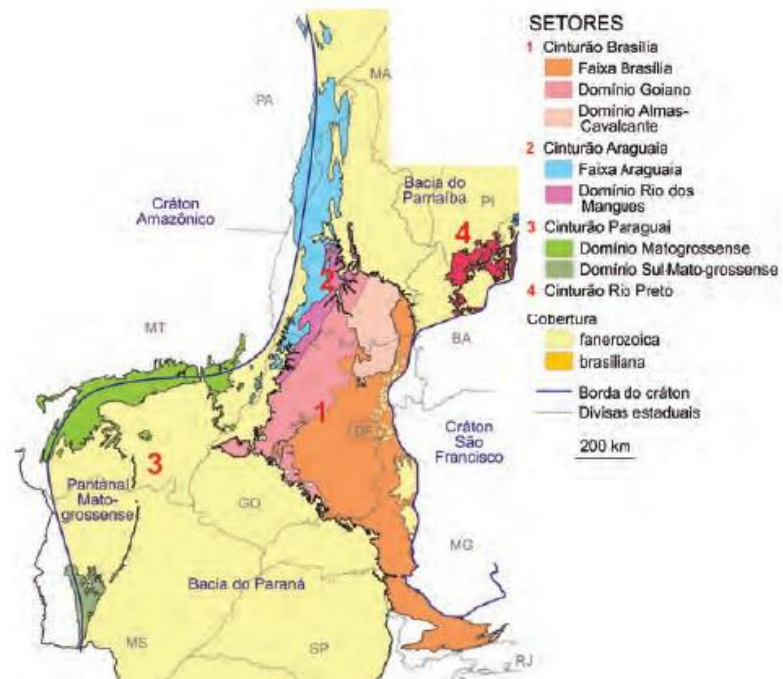 SETORES
1 Cinturão Brasília
Faixa Brasília
Domínio Goiano
Domínio Almas-
Cavalcante
2 Cinturão Araguaia
Faixa Araguaia
Domínio Rio dos
Mangues
3 Cinturão Paraguai
Domínio Matogrossense
Domínio Sul-Mato-grossense
4 Cinturão Rio Preto
Cobertura
fanerozoica
brasiliana
Borda do cráton
Divisas estaduais
200 km
MA
PA
Bacia do
Parnaíba
PI
Cráton
Amazônico
4
2
MT
BA
1
DF
Cráton
São
Francisco
3
Pantanal
Mato-
grossense
GO
MG
Bacia do Paraná
MS
SP
RJ